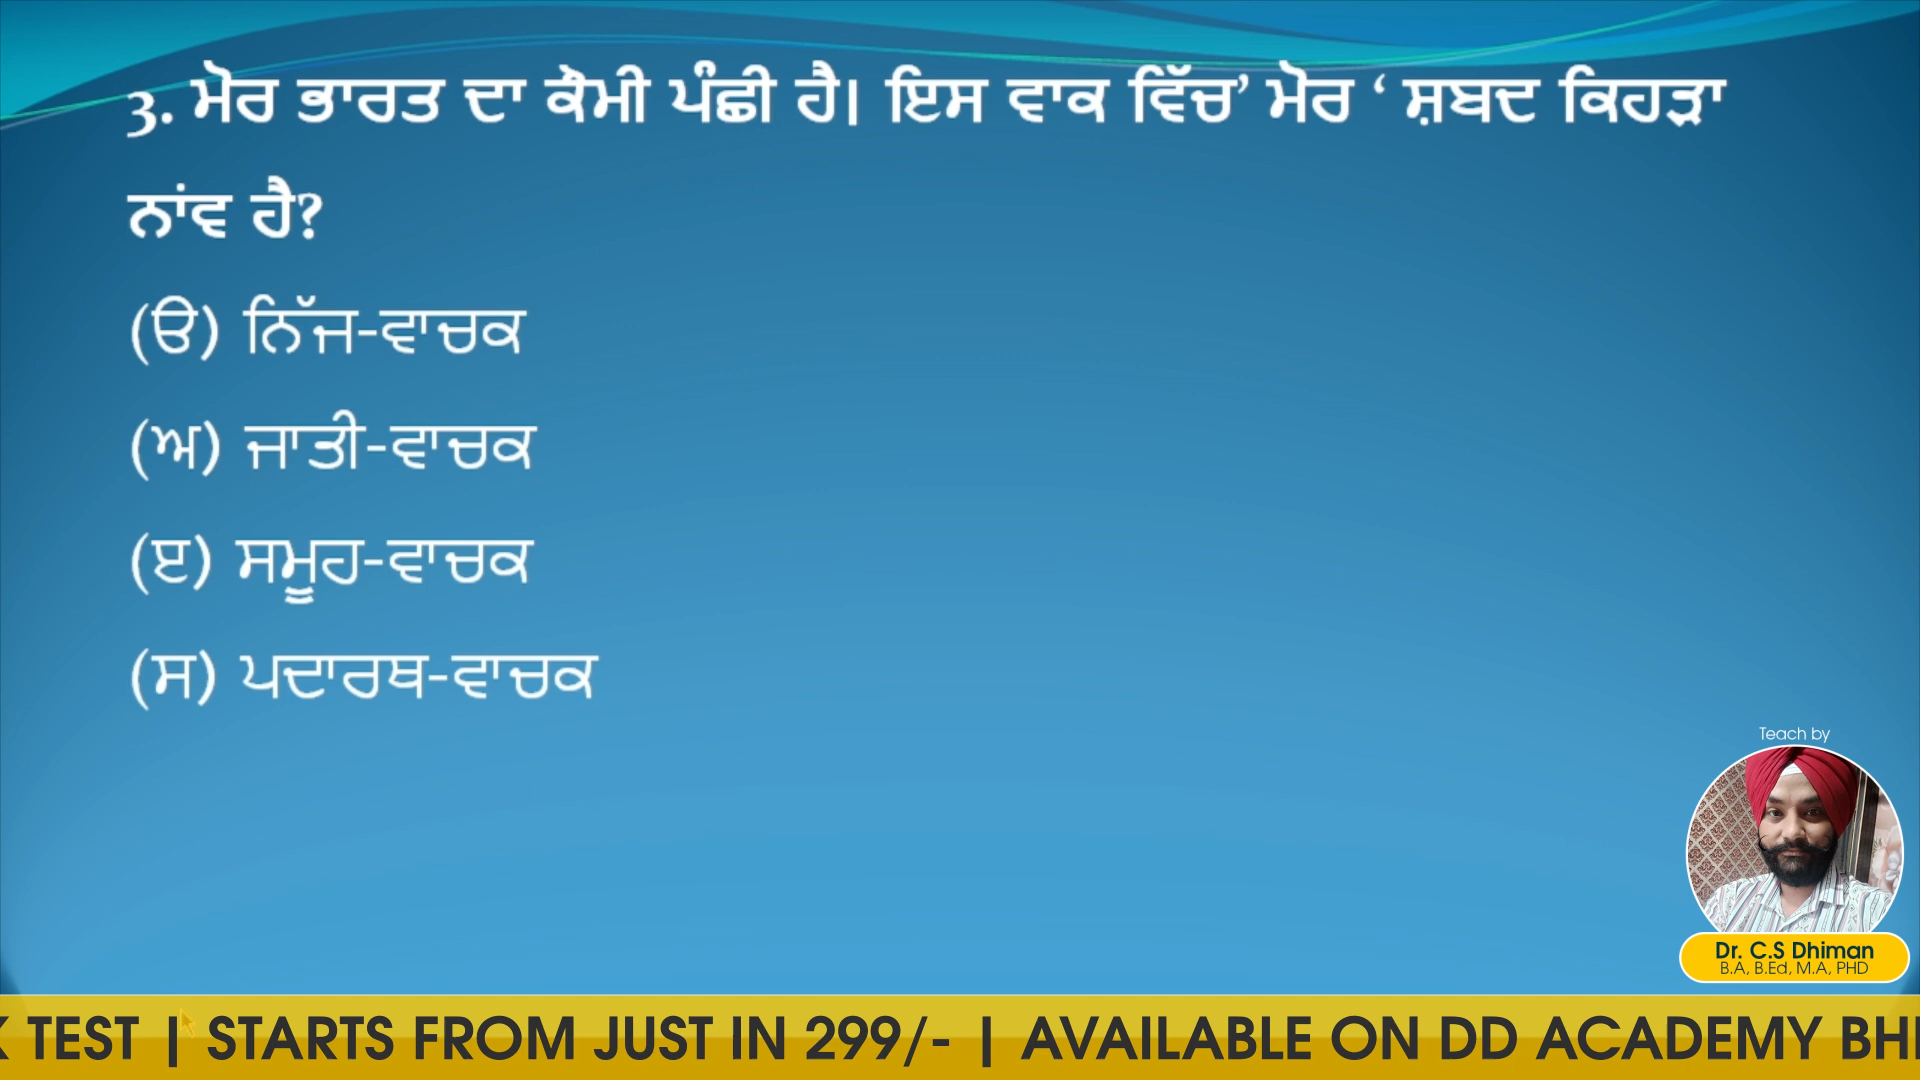 3. ਮੋਰ ਭਾਰਤ ਦਾ ਕੌਮੀ ਪੰਛੀ ਹੈ। ਇਸ ਵਾਕ ਵਿੱਚ’ ਮੋਰ ‘ ਸ਼ਬਦ ਕਿਹੜਾ
ਨਾਂਵ ਹੈ?
(ੳ) ਨਿੱਜ-ਵਾਚਕ
(ਅ) ਜਾਤੀ-ਵਾਚਕ
(ੲ) ਸਮੂਹ-ਵਾਚਕ
(ਸ) ਪਦਾਰਥ-ਵਾਚਕ
Teach by
Dr. C.S Dhiman
B.A, B.Ed, M.A, PHD
TEST | STARTS FROM JUST IN 299/- | AVAILABLE ON DD ACADEMY